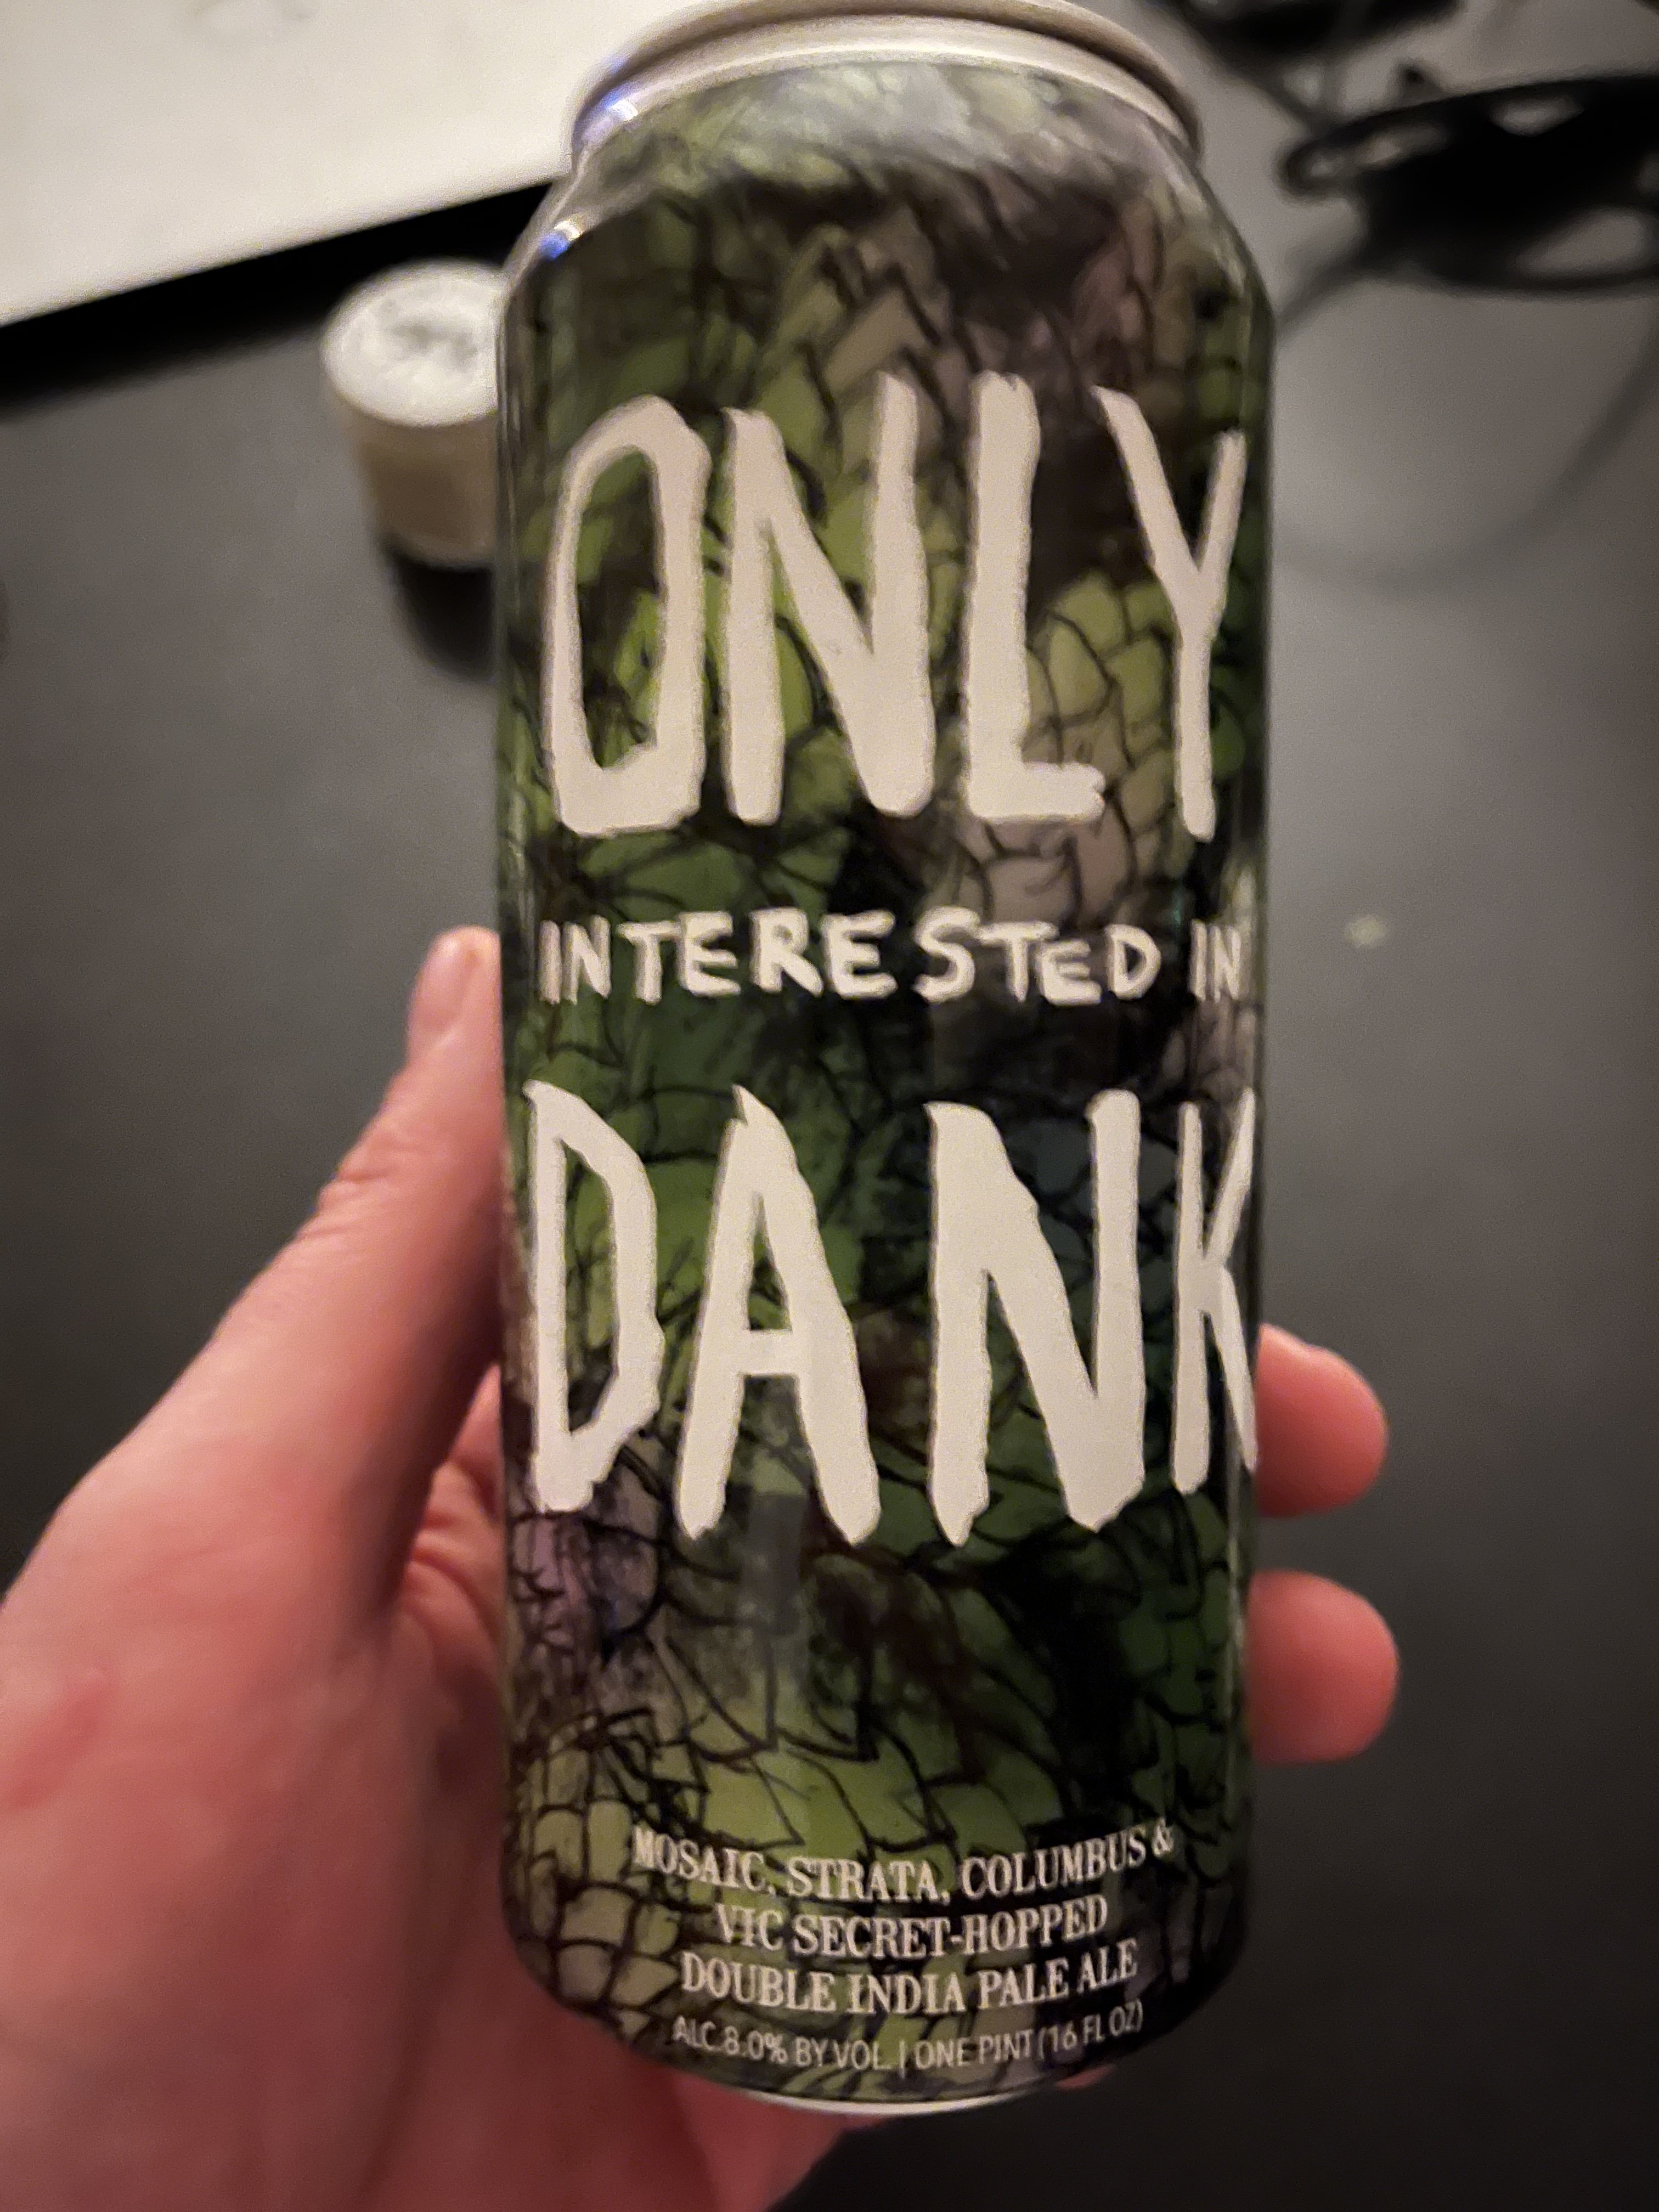 ONLY
INTERESTED IN
DANK
MOSAIC, STRATA, COLUMBUS &
VIC SECRET-HOPPED
DOUBLE INDIA PALE ALE
ALC.8.0% BY VOL. | ONE PINT (16 FL OZ)